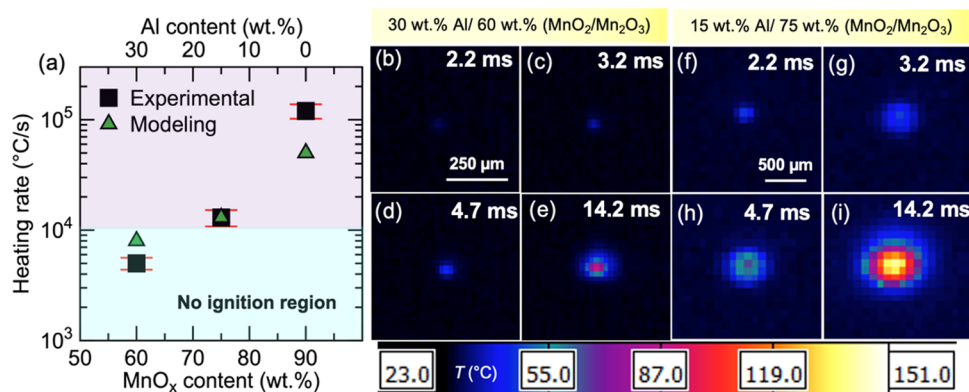 Al content (wt.%)
30 20 10 0
(a)
Experimental
Modeling
No ignition region
Heating rate (°C/s)
10⁵
10⁴
10³
50 60 70 80 90
MnOₓ content (wt.%)
30 wt.% Al/ 60 wt.% (MnO₂/Mn₂O₃)
15 wt.% Al/ 75 wt.% (MnO₂/Mn₂O₃)
(b) 2.2 ms
250 µm
(c) 3.2 ms
(f) 2.2 ms
500 µm
(g) 3.2 ms
(d) 4.7 ms
(e) 14.2 ms
(h) 4.7 ms
(i) 14.2 ms
23.0 T (°C) 55.0 87.0 119.0 151.0